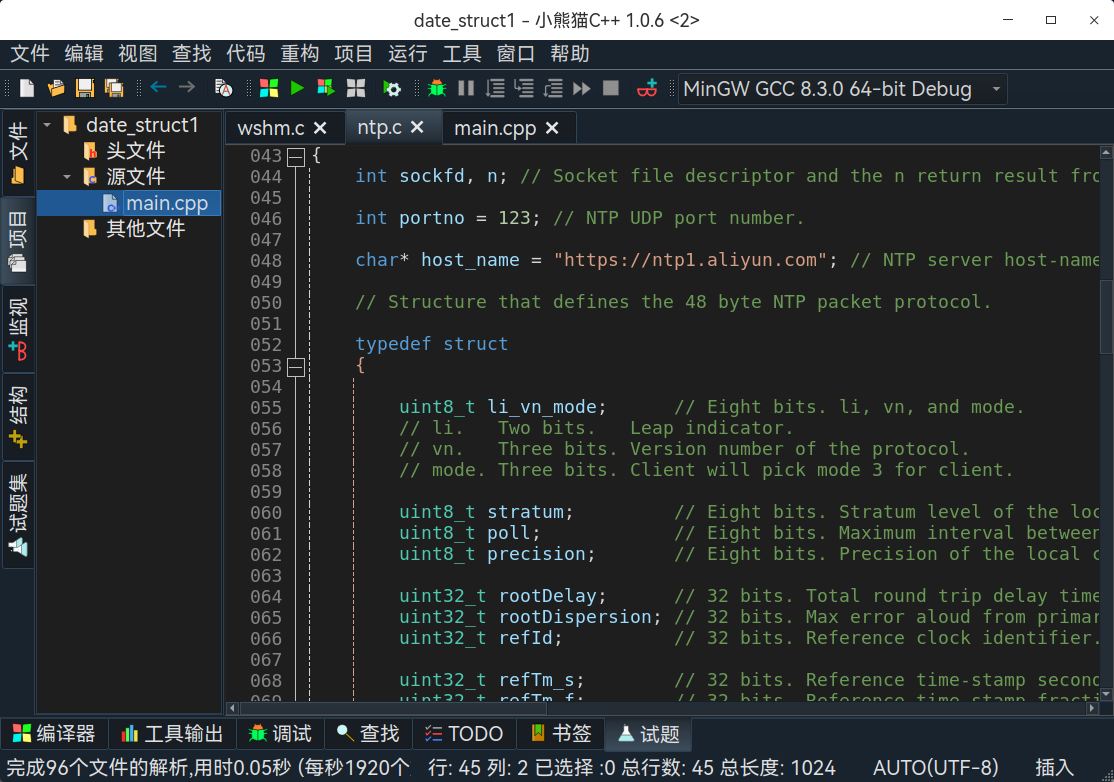 date_struct1 - 小熊猫C++ 1.0.6 <2>
文件 编辑 视图 查找 代码 重构 项目 运行 工具 窗口 帮助
MinGW GCC 8.3.0 64-bit Debug
文件
项目
监视
结构
试题集
date_struct1
头文件
源文件
main.cpp
其他文件
wshm.c ntp.c main.cpp
043 {
044     int sockfd, n; // Socket file descriptor and the n return result fro
045
046     int portno = 123; // NTP UDP port number.
047
048     char* host_name = "https://ntp1.aliyun.com"; // NTP server host-name
049
050     // Structure that defines the 48 byte NTP packet protocol.
051
052     typedef struct
053     {
054
055         uint8_t li_vn_mode;      // Eight bits. li, vn, and mode.
056         // li.   Two bits.   Leap indicator.
057         // vn.   Three bits. Version number of the protocol.
058         // mode. Three bits. Client will pick mode 3 for client.
059
060         uint8_t stratum;         // Eight bits. Stratum level of the loc
061         uint8_t poll;            // Eight bits. Maximum interval between
062         uint8_t precision;       // Eight bits. Precision of the local c
063
064         uint32_t rootDelay;      // 32 bits. Total round trip delay time
065         uint32_t rootDispersion; // 32 bits. Max error aloud from primar
066         uint32_t refId;          // 32 bits. Reference clock identifier.
067
068         uint32_t refTm_s;        // 32 bits. Reference time-stamp second
069         uint32_t refTm_f;        // 32 bits. Reference time-stamp fracti
编译器 工具输出 调试 查找 TODO 书签 试题
完成96个文件的解析,用时0.05秒 (每秒1920个 行: 45 列: 2 已选择 :0 总行数: 45 总长度: 1024 AUTO(UTF-8) 插入